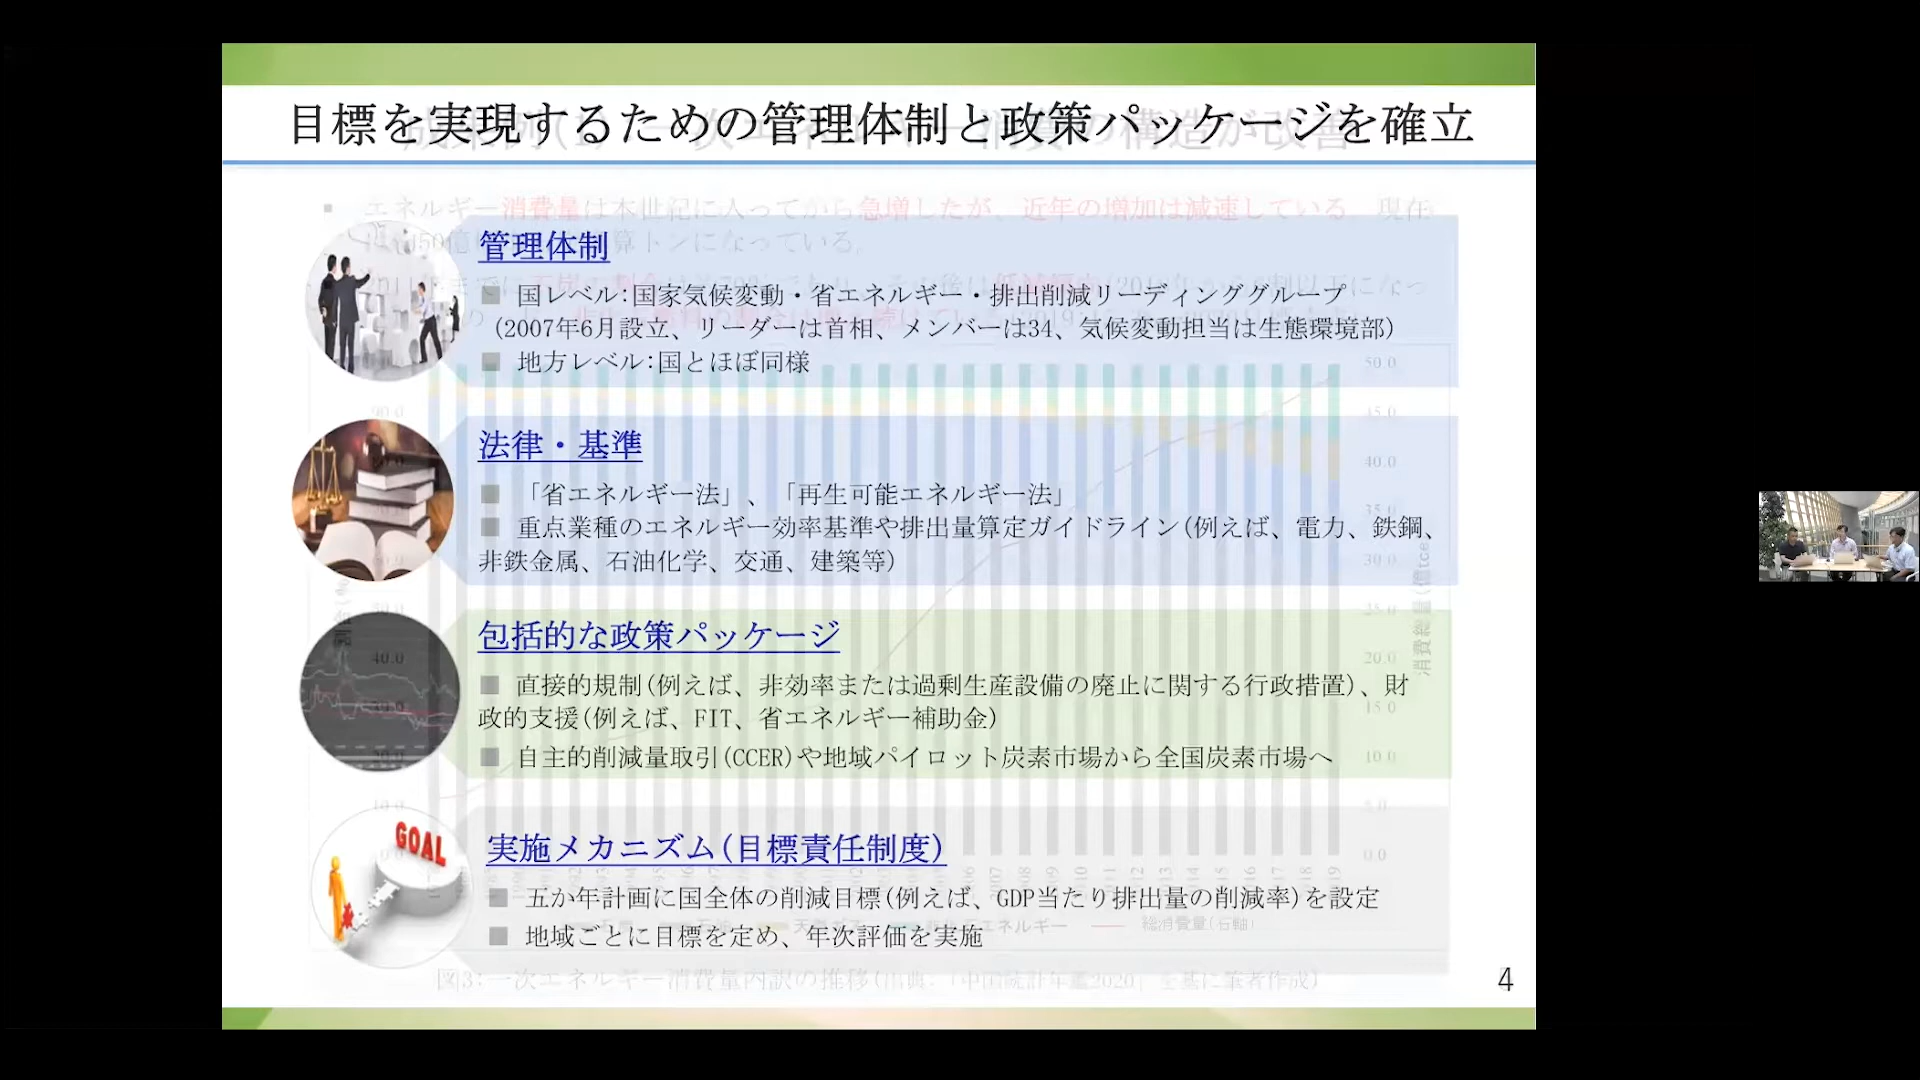 目標を実現するための管理体制と政策パッケージを確立
管理体制
国レベル:国家気候変動・省エネルギー・排出削減リーディンググループ
(2007年6月設立、リーダーは首相、メンバーは34、気候変動担当は生態環境部)
地方レベル:国とほぼ同様
法律・基準
「省エネルギー法」、「再生可能エネルギー法」
重点業種のエネルギー効率基準や排出量算定ガイドライン(例えば、電力、鉄鋼、
非鉄金属、石油化学、交通、建築等)
包括的な政策パッケージ
直接的規制(例えば、非効率または過剰生産設備の廃止に関する行政措置)、財
政的支援(例えば、FIT、省エネルギー補助金)
自主的削減量取引(CCER)や地域パイロット炭素市場から全国炭素市場へ
GOAL
実施メカニズム(目標責任制度)
五か年計画に国全体の削減目標(例えば、GDP当たり排出量の削減率)を設定
地域ごとに目標を定め、年次評価を実施
4
エネルギー消費量は本世紀に入ってから急増したが、近年の増加は減速している 現在
算トンになっている。
50.0
45.0
40.0
30.0
25.0
20.0
15.0
10.0
5.0
0.0
総消費量(右軸)
図3:一次エネルギー消費量内訳の推移(出典:「中国統計年鑑2020」を基に筆者作成)